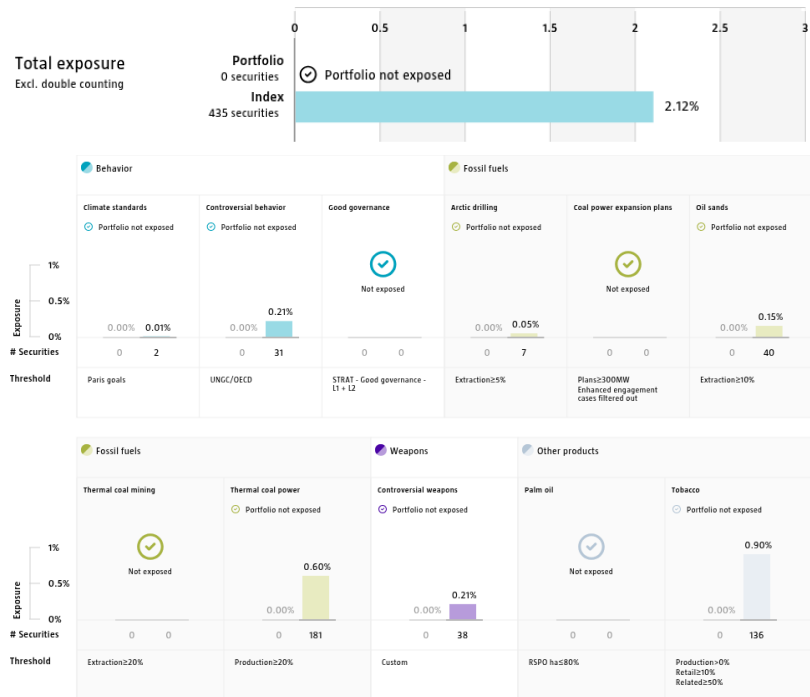 0 0.5 1 1.5 2 2.5 3
Total exposure
Excl. double counting
Portfolio
0 securities
Portfolio not exposed
Index
435 securities
2.12%
Behavior
Fossil fuels
Climate standards
Controversial behavior
Good governance
Arctic drilling
Coal power expansion plans
Oil sands
Portfolio not exposed
Portfolio not exposed
Portfolio not exposed
Portfolio not exposed
Not exposed
Not exposed
Exposure
1%
0.5%
0%
0.00% 0.01%
0.00% 0.21%
0.00% 0.05%
0.00% 0.15%
# Securities
0 2
0 31
0 0
0 7
0 0
0 40
Threshold
Paris goals
UNGC/OECD
STRAT - Good governance -
L1 + L2
Extraction≥5%
Plans≥300MW
Enhanced engagement
cases filtered out
Extraction≥10%
Fossil fuels
Weapons
Other products
Thermal coal mining
Thermal coal power
Controversial weapons
Palm oil
Tobacco
Portfolio not exposed
Portfolio not exposed
Portfolio not exposed
Not exposed
Not exposed
Exposure
1%
0.5%
0%
0.00% 0.60%
0.00% 0.21%
0.00% 0.90%
# Securities
0 0
0 181
0 38
0 0
0 136
Threshold
Extraction≥20%
Production≥20%
Custom
RSPO ha≤80%
Production>0%
Retail≥10%
Related≥50%